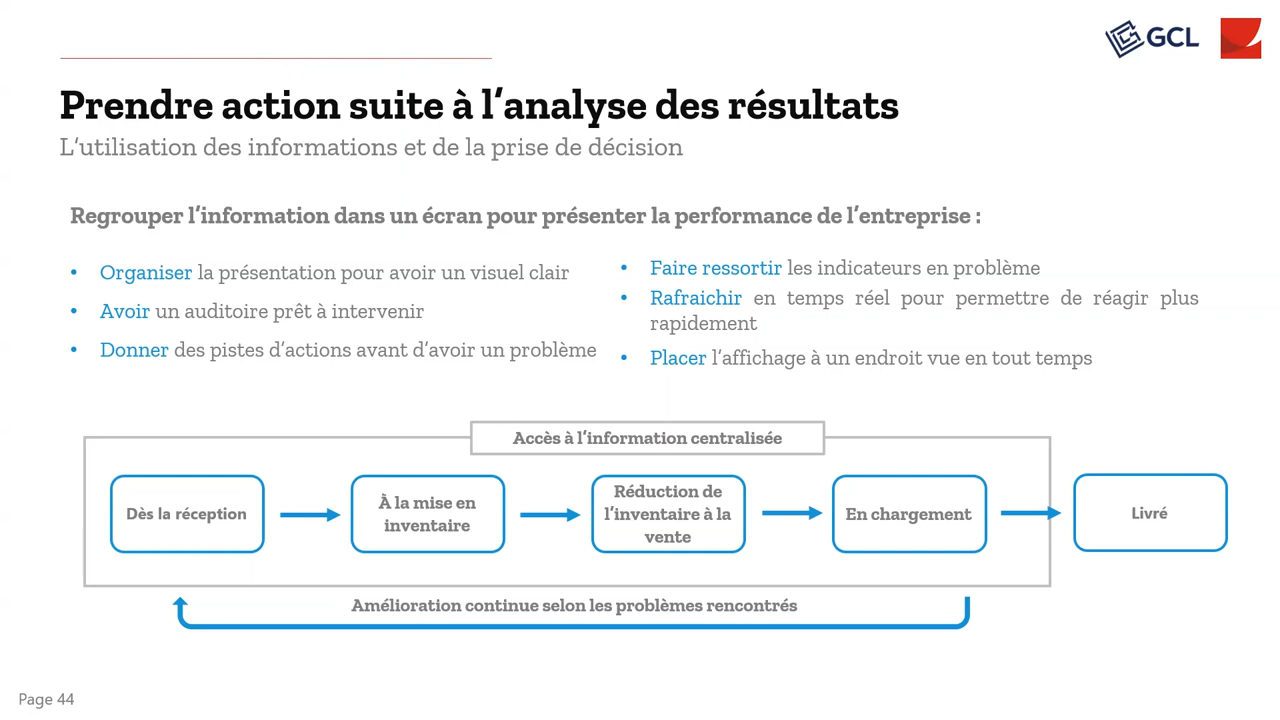 GCL
Prendre action suite à l’analyse des résultats
L’utilisation des informations et de la prise de décision
Regrouper l’information dans un écran pour présenter la performance de l’entreprise :
• Organiser la présentation pour avoir un visuel clair
• Avoir un auditoire prêt à intervenir
• Donner des pistes d’actions avant d’avoir un problème
• Faire ressortir les indicateurs en problème
• Rafraichir en temps réel pour permettre de réagir plus
rapidement
• Placer l’affichage à un endroit vue en tout temps
Accès à l’information centralisée
Dès la réception
À la mise en
inventaire
Réduction de
l’inventaire à la
vente
En chargement
Livré
Amélioration continue selon les problèmes rencontrés
Page 44